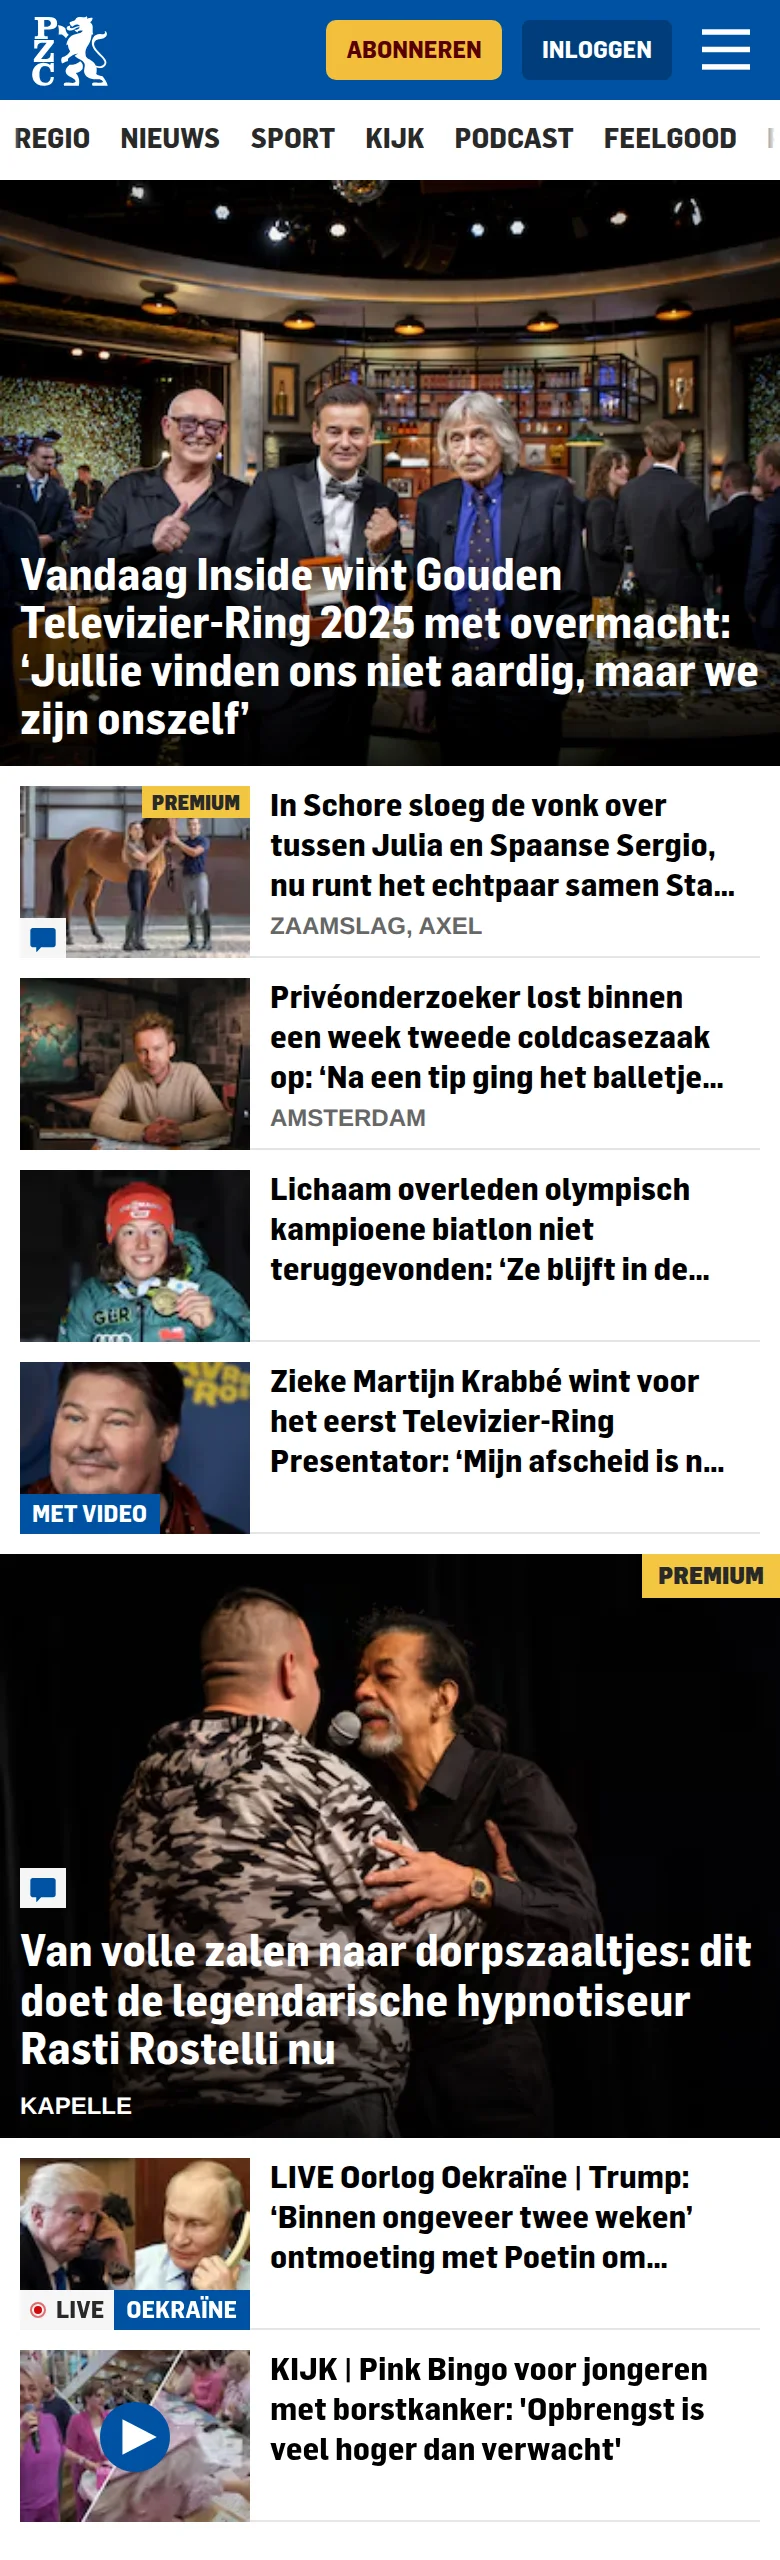 PZC
ABONNEREN
INLOGGEN
REGIO NIEUWS SPORT KIJK PODCAST FEELGOOD
Vandaag Inside wint Gouden
Televizier-Ring 2025 met overmacht:
‘Jullie vinden ons niet aardig, maar we
zijn onszelf’
PREMIUM
In Schore sloeg de vonk over
tussen Julia en Spaanse Sergio,
nu runt het echtpaar samen Sta...
ZAAMSLAG, AXEL
Privéonderzoeker lost binnen
een week tweede coldcasezaak
op: ‘Na een tip ging het balletje...
AMSTERDAM
GER
Lichaam overleden olympisch
kampioene biatlon niet
teruggevonden: ‘Ze blijft in de...
MET VIDEO
Zieke Martijn Krabbé wint voor
het eerst Televizier-Ring
Presentator: ‘Mijn afscheid is n...
PREMIUM
Van volle zalen naar dorpszaaltjes: dit
doet de legendarische hypnotiseur
Rasti Rostelli nu
KAPELLE
LIVE OEKRAÏNE
LIVE Oorlog Oekraïne | Trump:
‘Binnen ongeveer twee weken’
ontmoeting met Poetin om...
KIJK | Pink Bingo voor jongeren
met borstkanker: 'Opbrengst is
veel hoger dan verwacht'